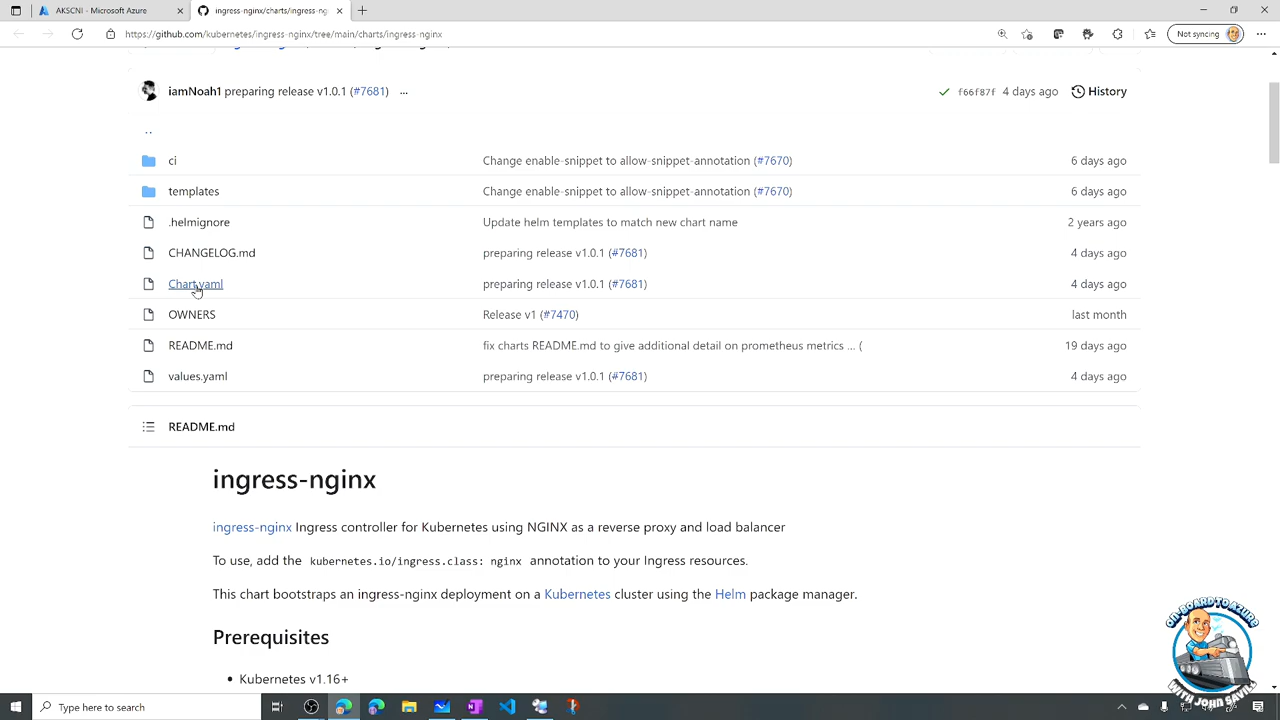 AKSCNI - Microsoft Azure
ingress-nginx/charts/ingress-ng
https://github.com/kubernetes/ingress-nginx/tree/main/charts/ingress-nginx
Not syncing
iamNoah1 preparing release v1.0.1 (#7681) ...
f66f87f 4 days ago History
..
ci Change enable-snippet to allow-snippet-annotation (#7670) 6 days ago
templates Change enable-snippet to allow-snippet-annotation (#7670) 6 days ago
.helmignore Update helm templates to match new chart name 2 years ago
CHANGELOG.md preparing release v1.0.1 (#7681) 4 days ago
Chart.yaml preparing release v1.0.1 (#7681) 4 days ago
OWNERS Release v1 (#7470) last month
README.md fix charts README.md to give additional detail on prometheus metrics ... ( 19 days ago
values.yaml preparing release v1.0.1 (#7681) 4 days ago
README.md
ingress-nginx
ingress-nginx Ingress controller for Kubernetes using NGINX as a reverse proxy and load balancer
To use, add the kubernetes.io/ingress.class: nginx annotation to your Ingress resources.
This chart bootstraps an ingress-nginx deployment on a Kubernetes cluster using the Helm package manager.
Prerequisites
• Kubernetes v1.16+
ON-BOARD TO AZURE
WITH JOHN SAVILL
Type here to search